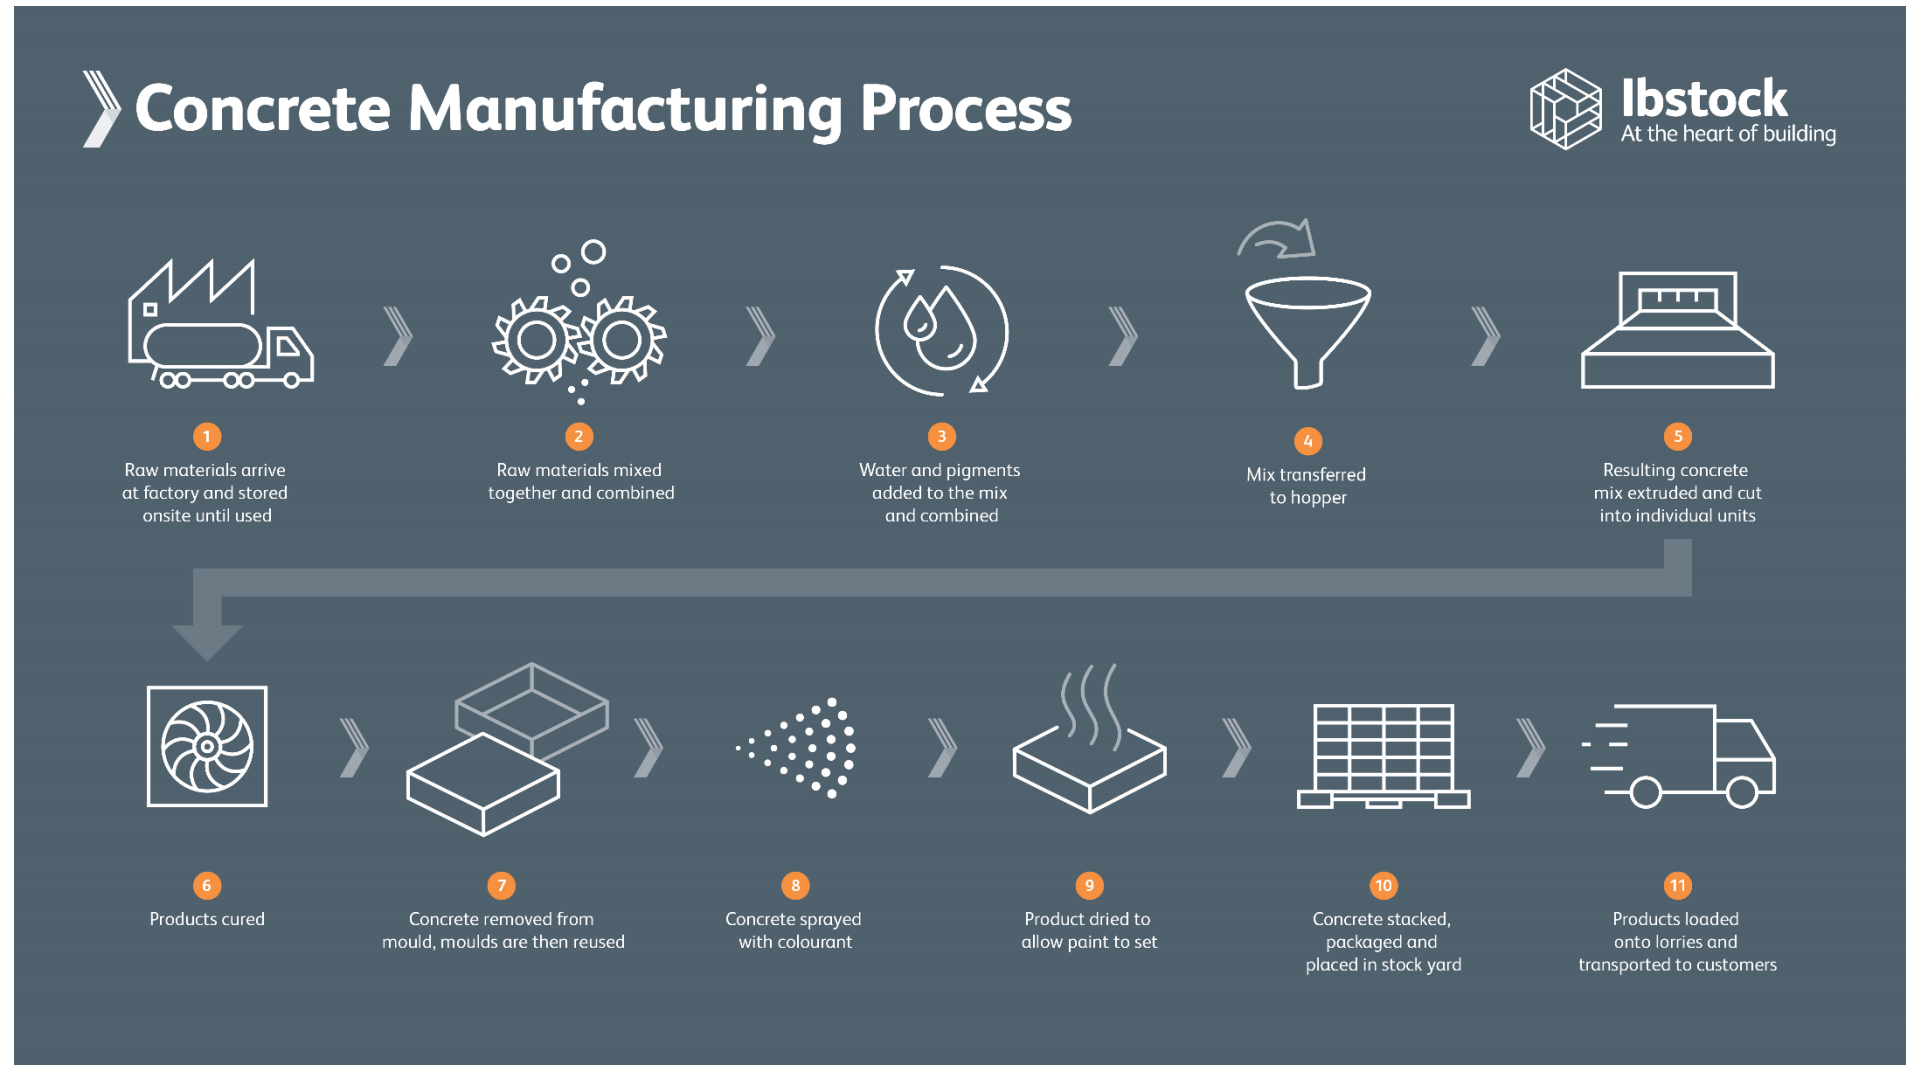 Concrete Manufacturing Process
Ibstock
At the heart of building
1
Raw materials arrive
at factory and stored
onsite until used
2
Raw materials mixed
together and combined
3
Water and pigments
added to the mix
and combined
4
Mix transferred
to hopper
5
Resulting concrete
mix extruded and cut
into individual units
6
Products cured
7
Concrete removed from
mould, moulds are then reused
8
Concrete sprayed
with colourant
9
Product dried to
allow paint to set
10
Concrete stacked,
packaged and
placed in stock yard
11
Products loaded
onto lorries and
transported to customers